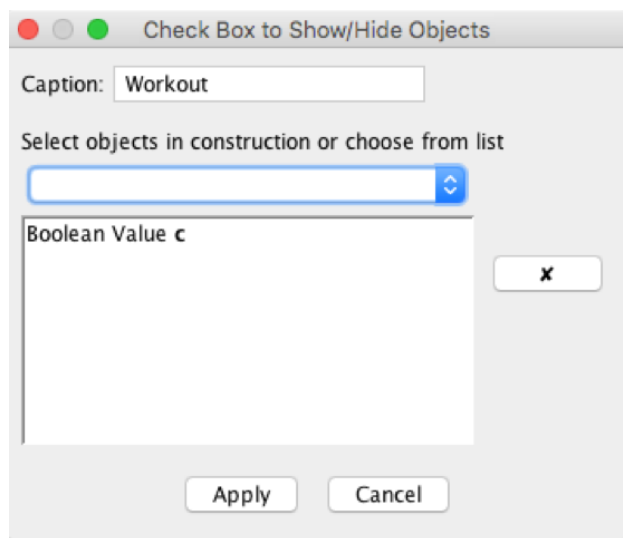 Check Box to Show/Hide Objects
Caption: Workout
Select objects in construction or choose from list
Boolean Value c
✘
Apply Cancel